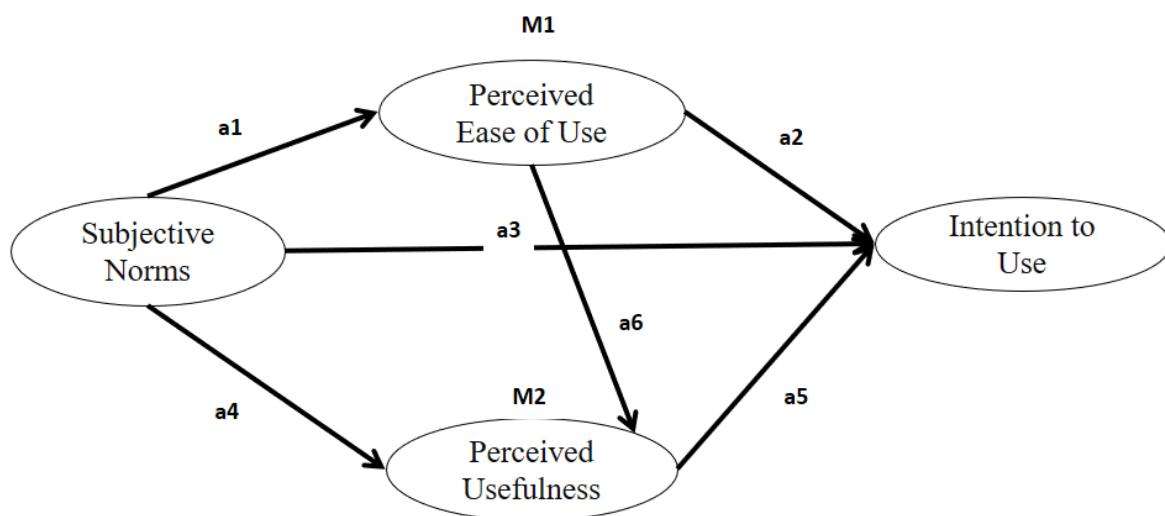 M1
Perceived
Ease of Use
a1
a2
Subjective
Norms
a3
Intention to
Use
a6
M2
a4
a5
Perceived
Usefulness